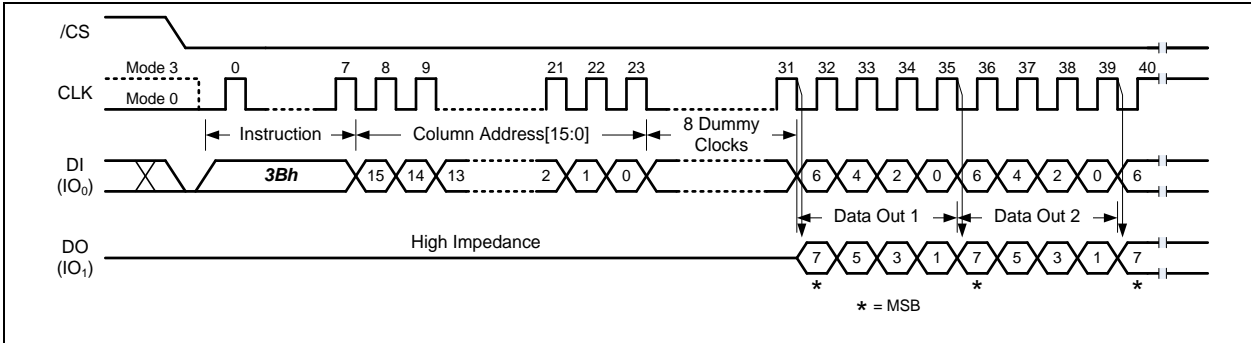 /CS
Mode 3 0 7 8 9 21 22 23 31 32 33 34 35 36 37 38 39 40
CLK
Mode 0
Instruction Column Address[15:0] 8 Dummy Clocks
DI (IO0) 3Bh 15 14 13 2 1 0 6 4 2 0 6 4 2 0 6
Data Out 1 Data Out 2
DO (IO1) High Impedance 7 5 3 1 7 5 3 1 7
* * *
* = MSB